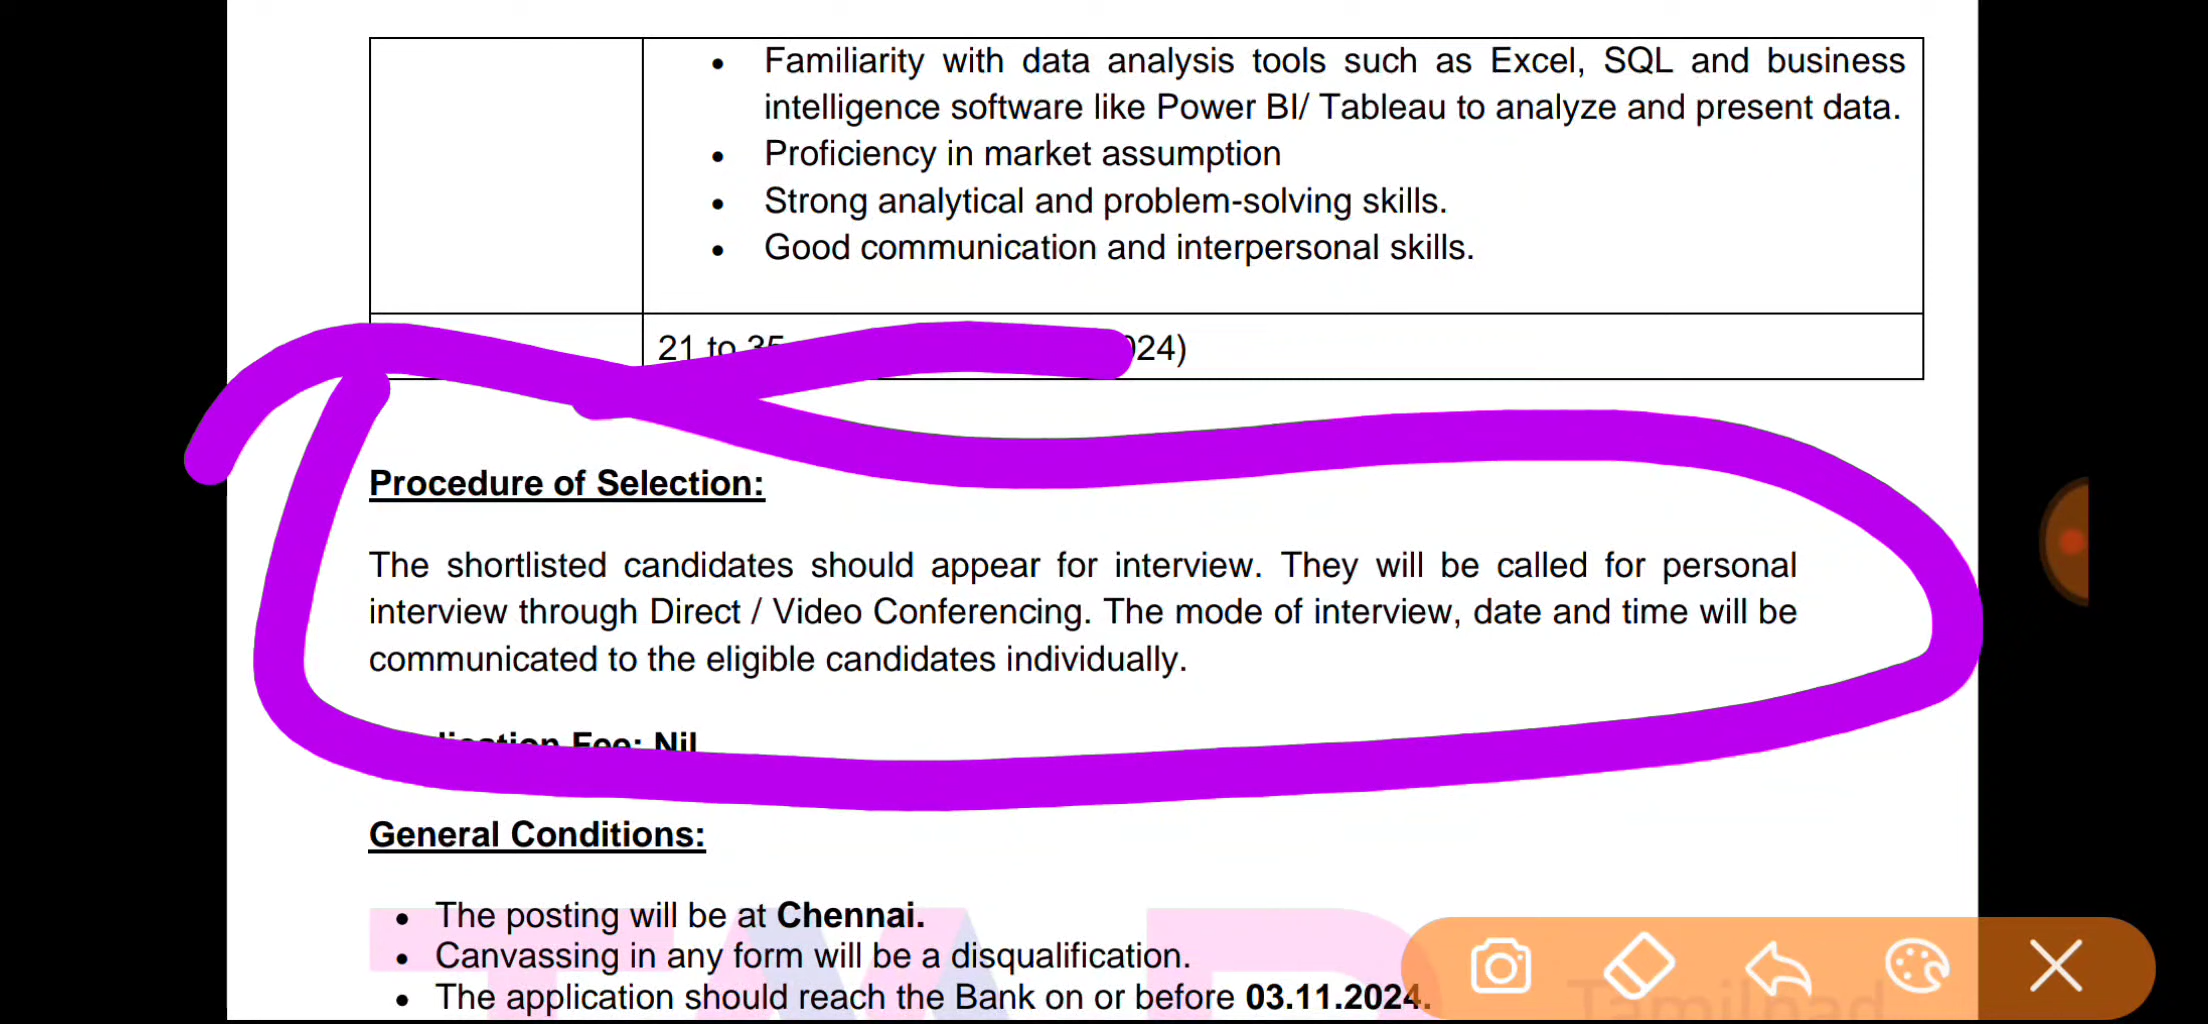 • Familiarity with data analysis tools such as Excel, SQL and business
intelligence software like Power BI/ Tableau to analyze and present data.
• Proficiency in market assumption
• Strong analytical and problem-solving skills.
• Good communication and interpersonal skills.
21 to 35 024)
Procedure of Selection:
The shortlisted candidates should appear for interview. They will be called for personal
interview through Direct / Video Conferencing. The mode of interview, date and time will be
communicated to the eligible candidates individually.
Fee: Nil
General Conditions:
• The posting will be at Chennai.
• Canvassing in any form will be a disqualification.
• The application should reach the Bank on or before 03.11.2024.
TMB
Tamilnad